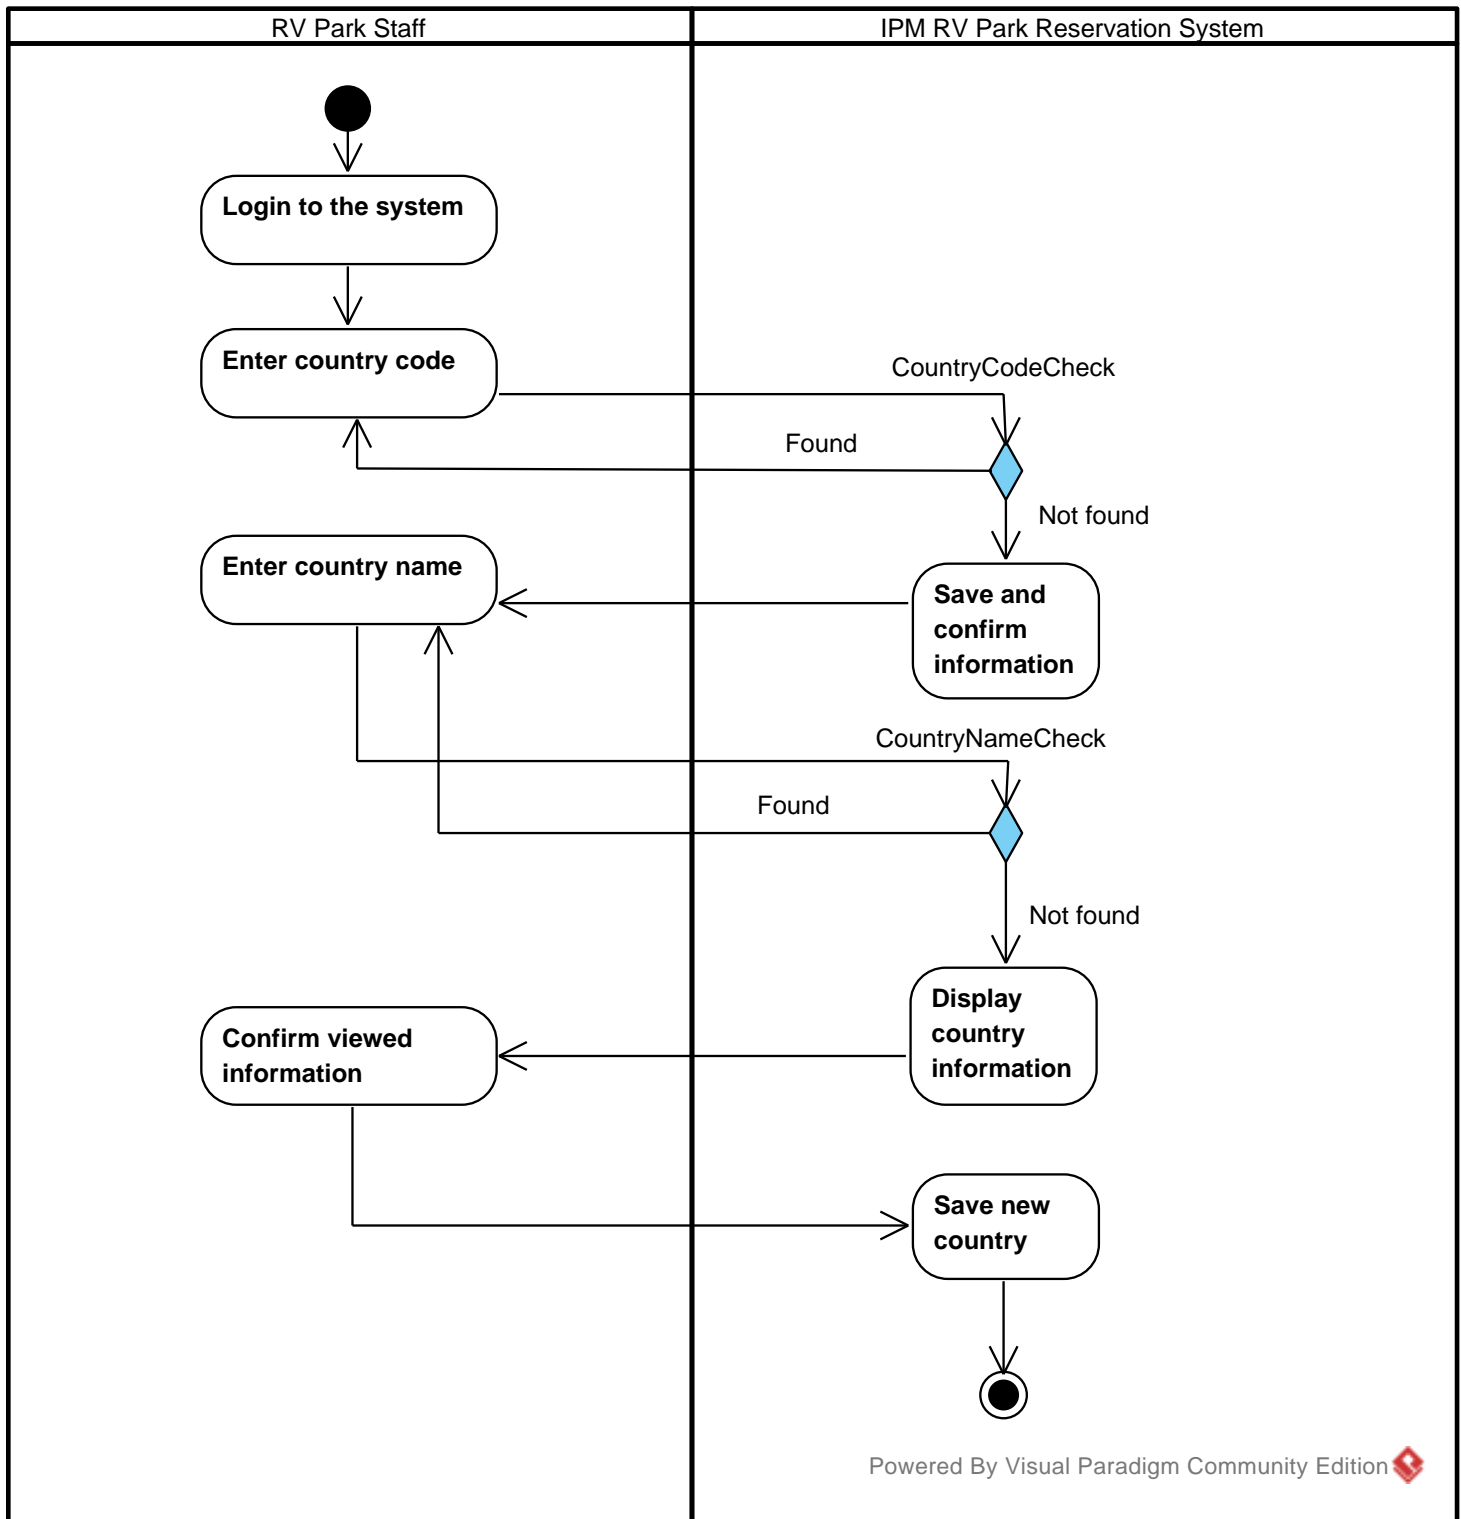 RV Park Staff
IPM RV Park Reservation System
Login to the system
Enter country code
CountryCodeCheck
Found
Not found
Enter country name
Save and
confirm
information
CountryNameCheck
Found
Not found
Display
country
information
Confirm viewed
information
Save new
country
Powered By Visual Paradigm Community Edition